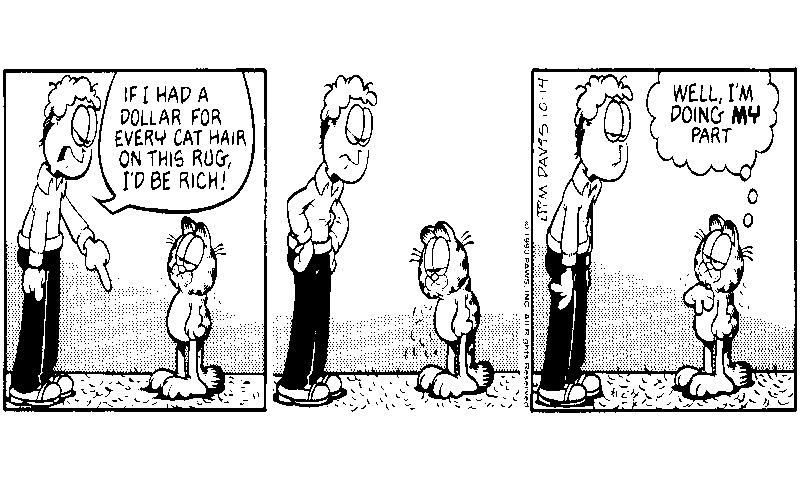 IF I HAD A
DOLLAR FOR
EVERY CAT HAIR
ON THIS RUG,
I'D BE RICH!
JIM DAVIS 10-14
WELL, I'M
DOING MY
PART